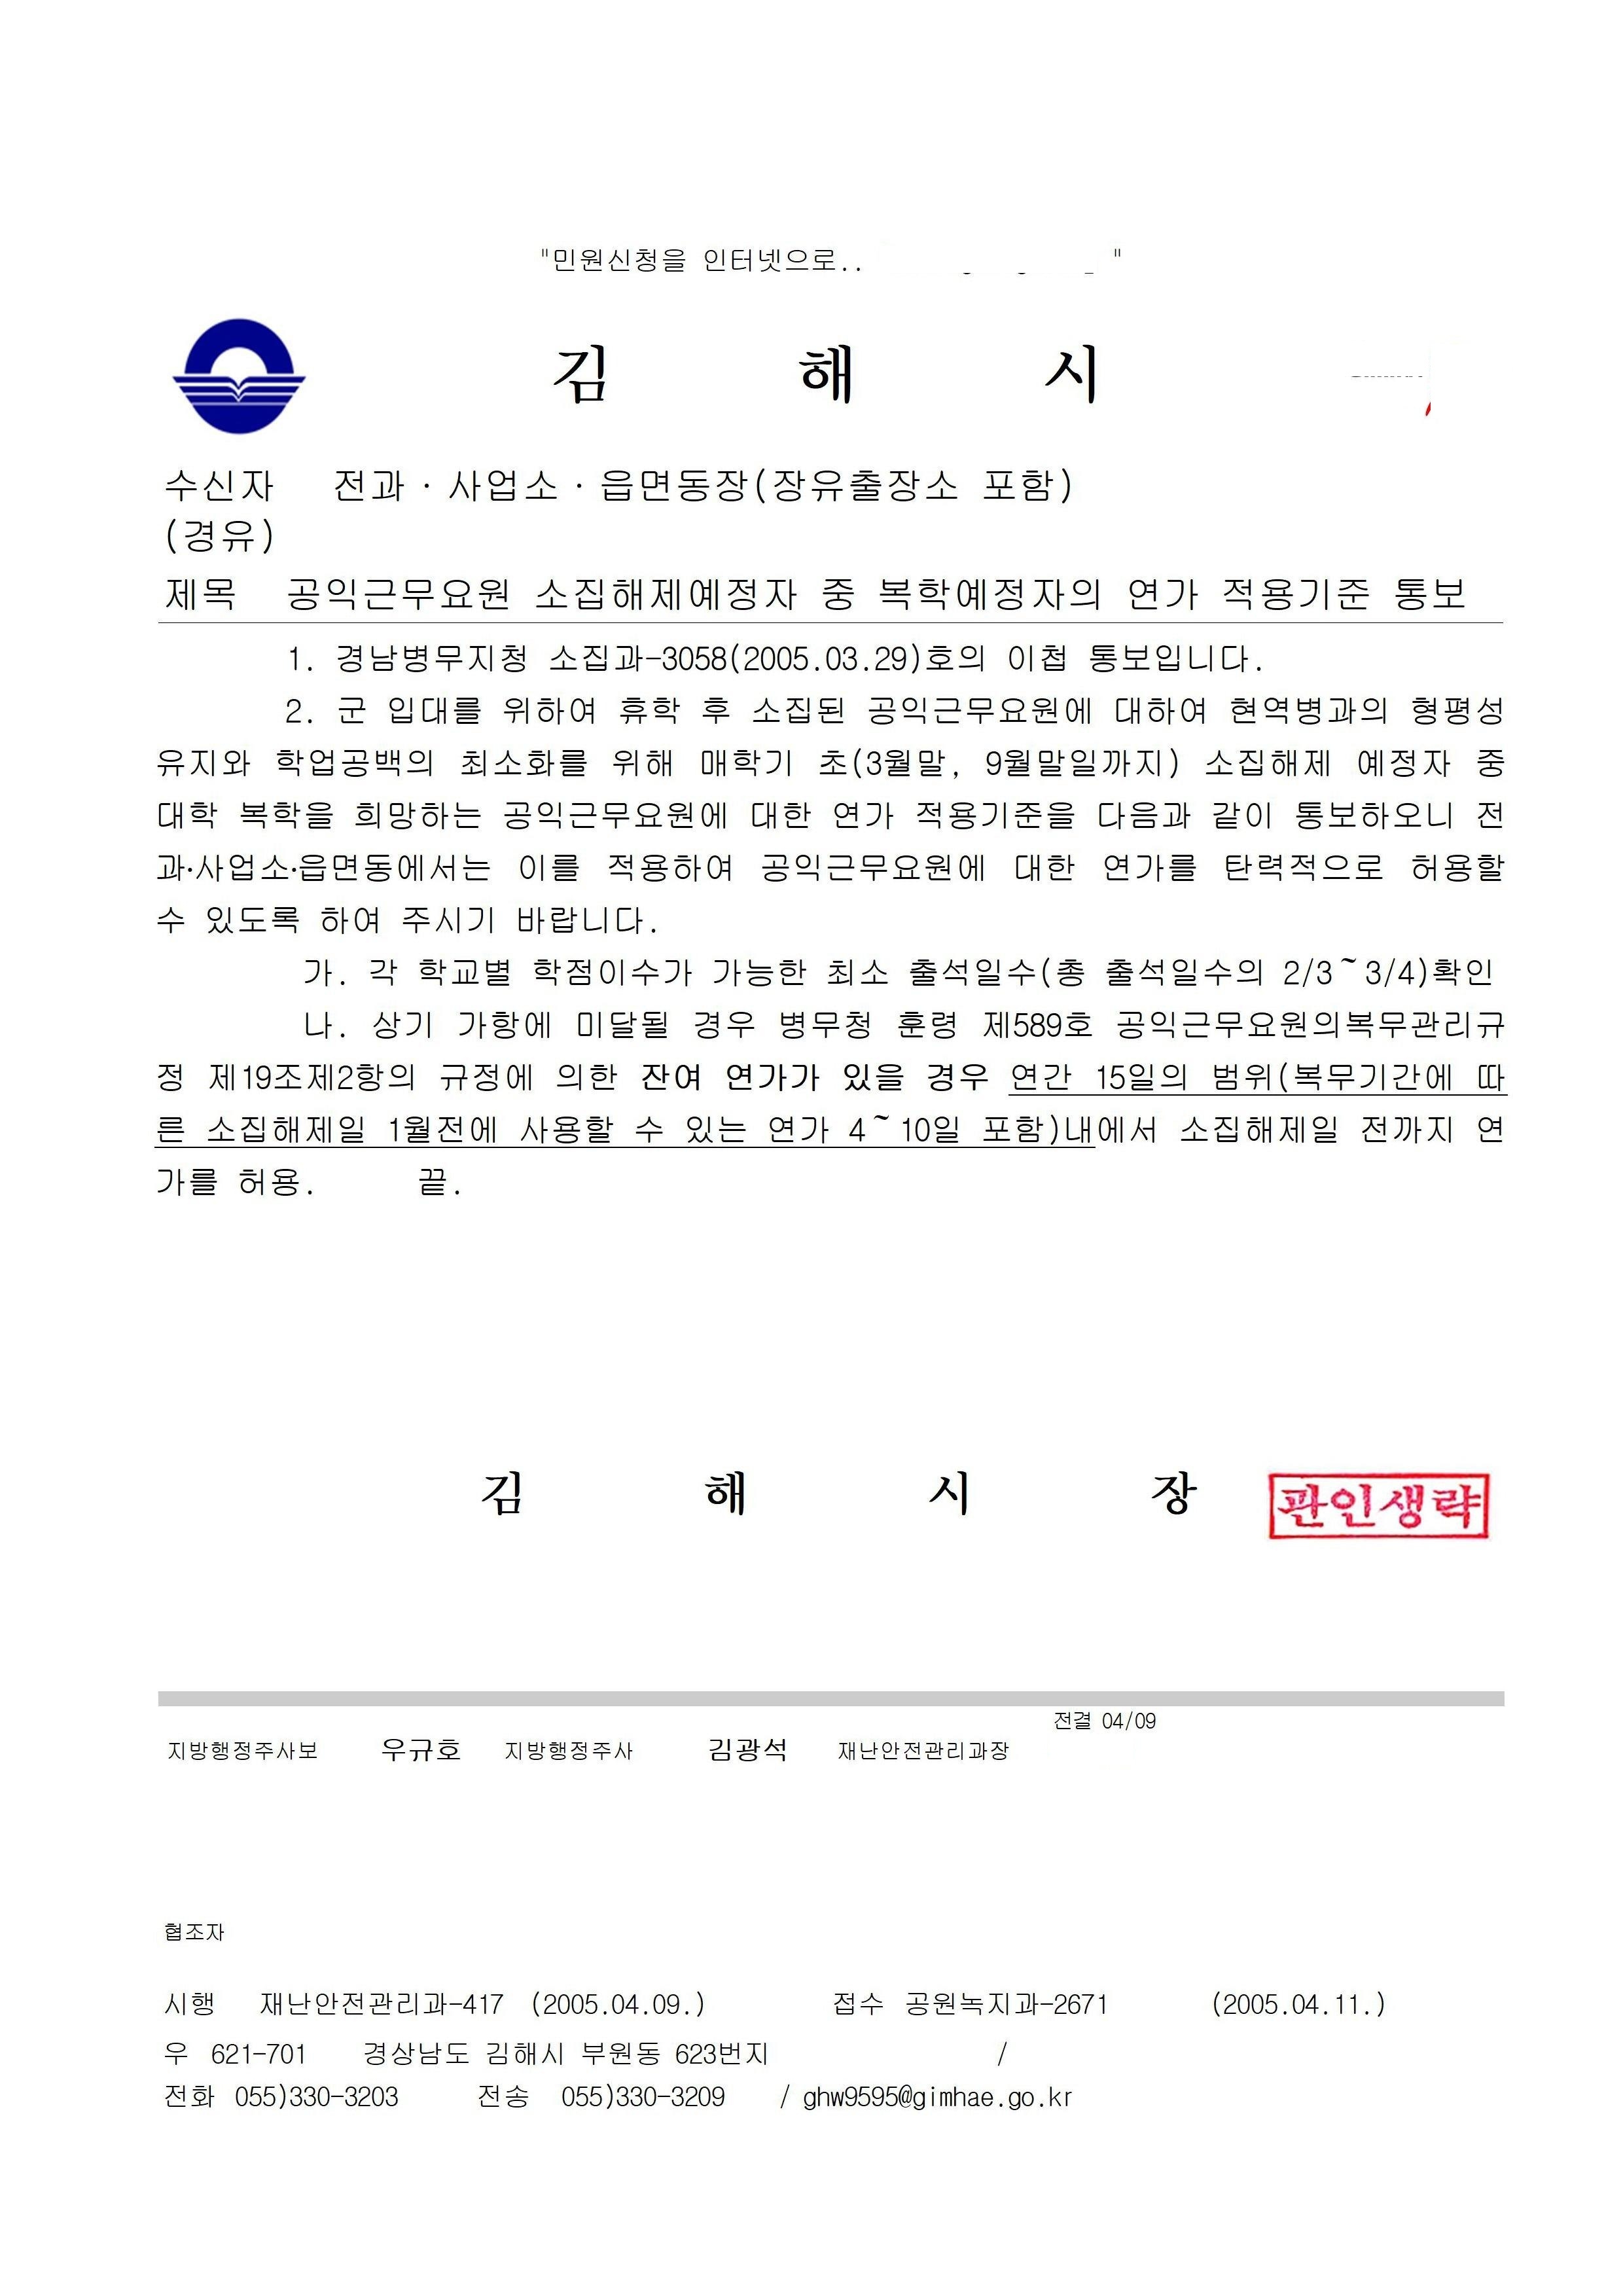 "민원신청을 인터넷으로.. "
김 해 시
수신자 전과·사업소·읍면동장(장유출장소 포함)
(경유)
제목 공익근무요원 소집해제예정자 중 복학예정자의 연가 적용기준 통보
1. 경남병무지청 소집과-3058(2005.03.29)호의 이첩 통보입니다.
2. 군 입대를 위하여 휴학 후 소집된 공익근무요원에 대하여 현역병과의 형평성
유지와 학업공백의 최소화를 위해 매학기 초(3월말, 9월말일까지) 소집해제 예정자 중
대학 복학을 희망하는 공익근무요원에 대한 연가 적용기준을 다음과 같이 통보하오니 전
과·사업소·읍면동에서는 이를 적용하여 공익근무요원에 대한 연가를 탄력적으로 허용할
수 있도록 하여 주시기 바랍니다.
가. 각 학교별 학점이수가 가능한 최소 출석일수(총 출석일수의 2/3~3/4)확인
나. 상기 가항에 미달될 경우 병무청 훈령 제589호 공익근무요원의복무관리규
정 제19조제2항의 규정에 의한 잔여 연가가 있을 경우 연간 15일의 범위(복무기간에 따
른 소집해제일 1월전에 사용할 수 있는 연가 4~10일 포함)내에서 소집해제일 전까지 연
가를 허용. 끝.
김 해 시 장 관인생략
전결 04/09
지방행정주사보 우규호 지방행정주사 김광석 재난안전관리과장
협조자
시행 재난안전관리과-417 (2005.04.09.) 접수 공원녹지과-2671 (2005.04.11.)
우 621-701 경상남도 김해시 부원동 623번지 /
전화 055)330-3203 전송 055)330-3209 / ghw9595@gimhae.go.kr